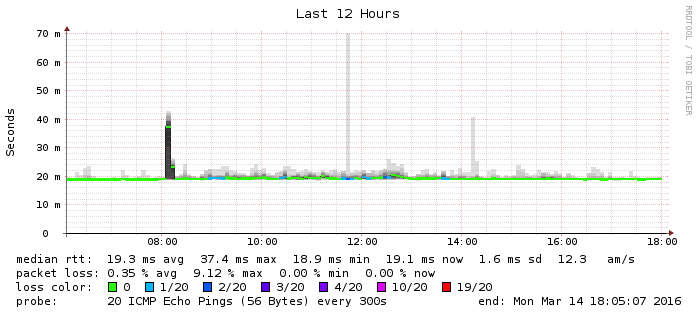 Last 12 Hours
RRDTOOL / TOBI OETIKER
Seconds
70 m
60 m
50 m
40 m
30 m
20 m
10 m
0
08:00 10:00 12:00 14:00 16:00 18:00
median rtt: 19.3 ms avg 37.4 ms max 18.9 ms min 19.1 ms now 1.6 ms sd 12.3 am/s
packet loss: 0.35 % avg 9.12 % max 0.00 % min 0.00 % now
loss color: 0 1/20 2/20 3/20 4/20 10/20 19/20
probe: 20 ICMP Echo Pings (56 Bytes) every 300s end: Mon Mar 14 18:05:07 2016